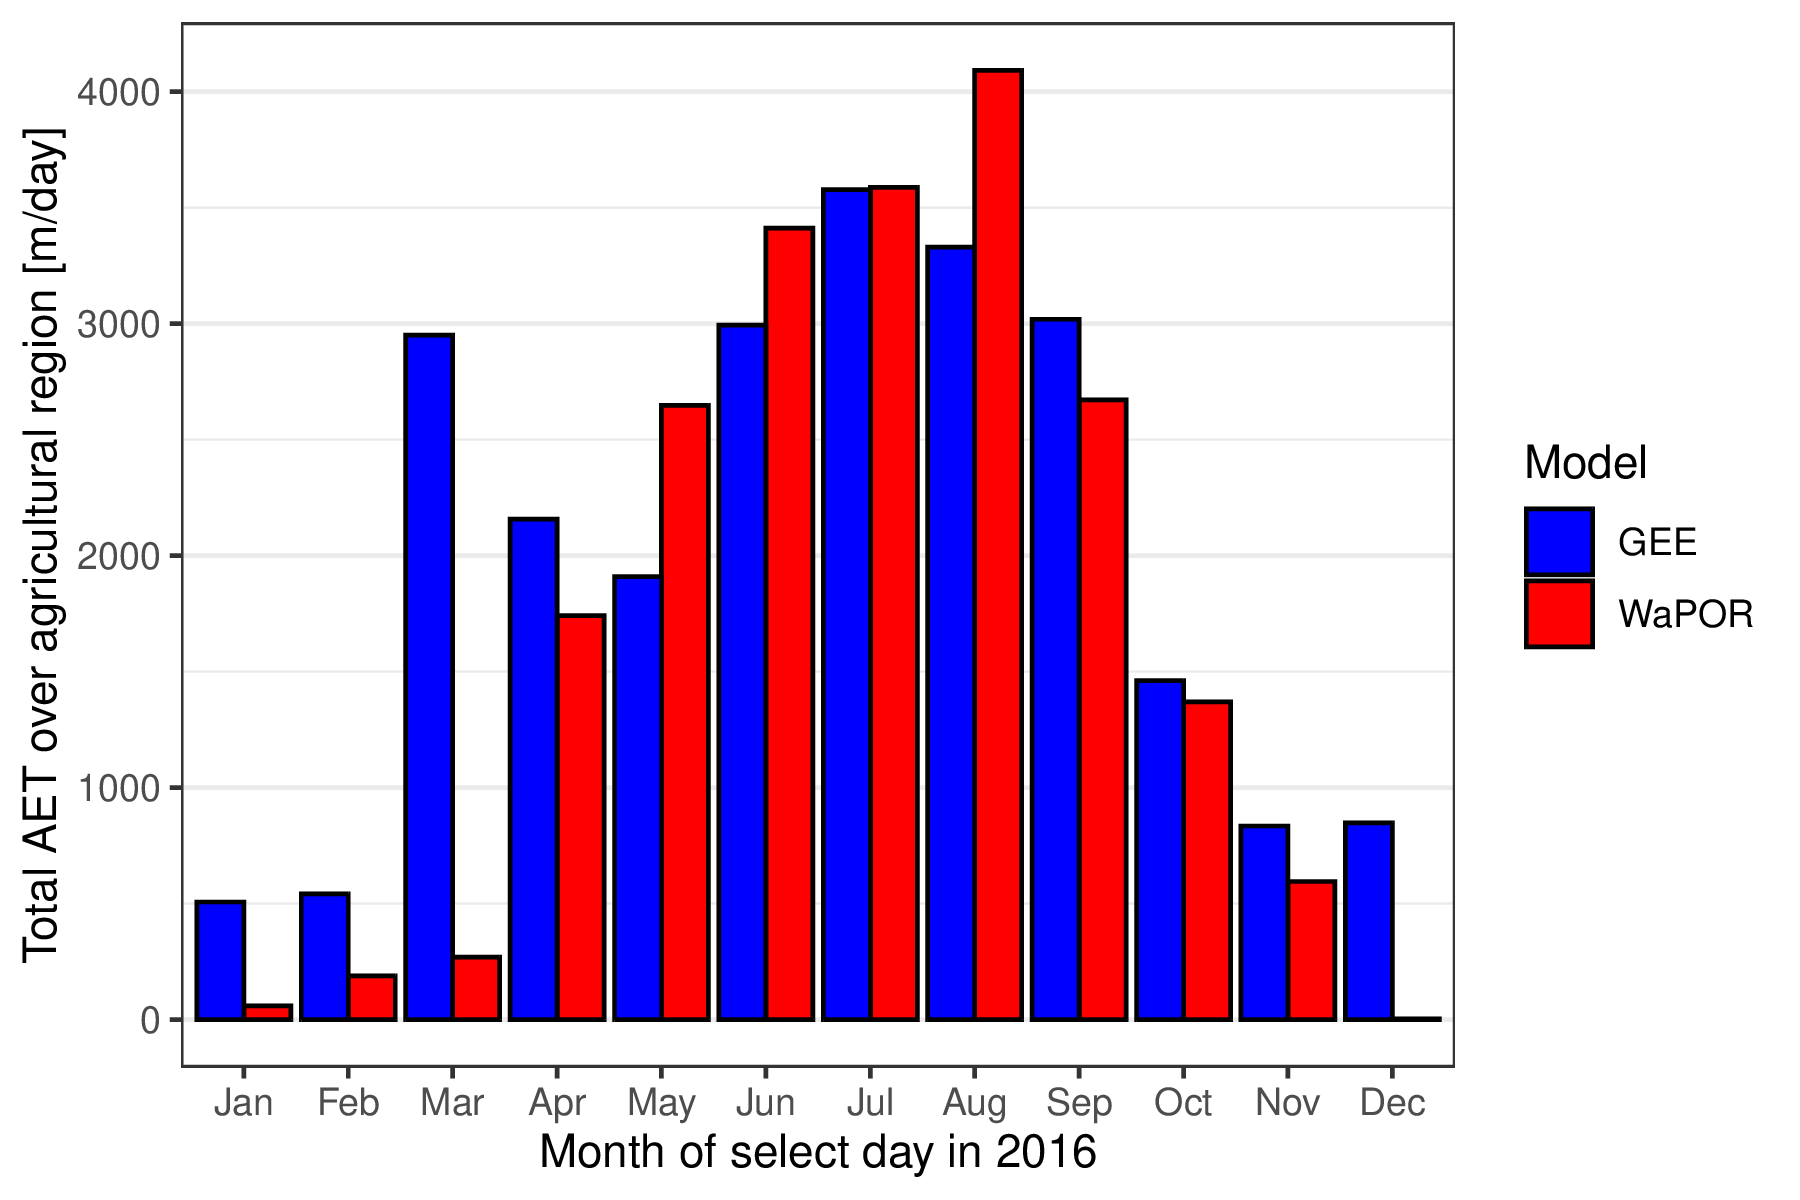 Total AET over agricultural region [m/day]
4000
3000
2000
1000
0
Jan Feb Mar Apr May Jun Jul Aug Sep Oct Nov Dec
Month of select day in 2016
Model
GEE
WaPOR